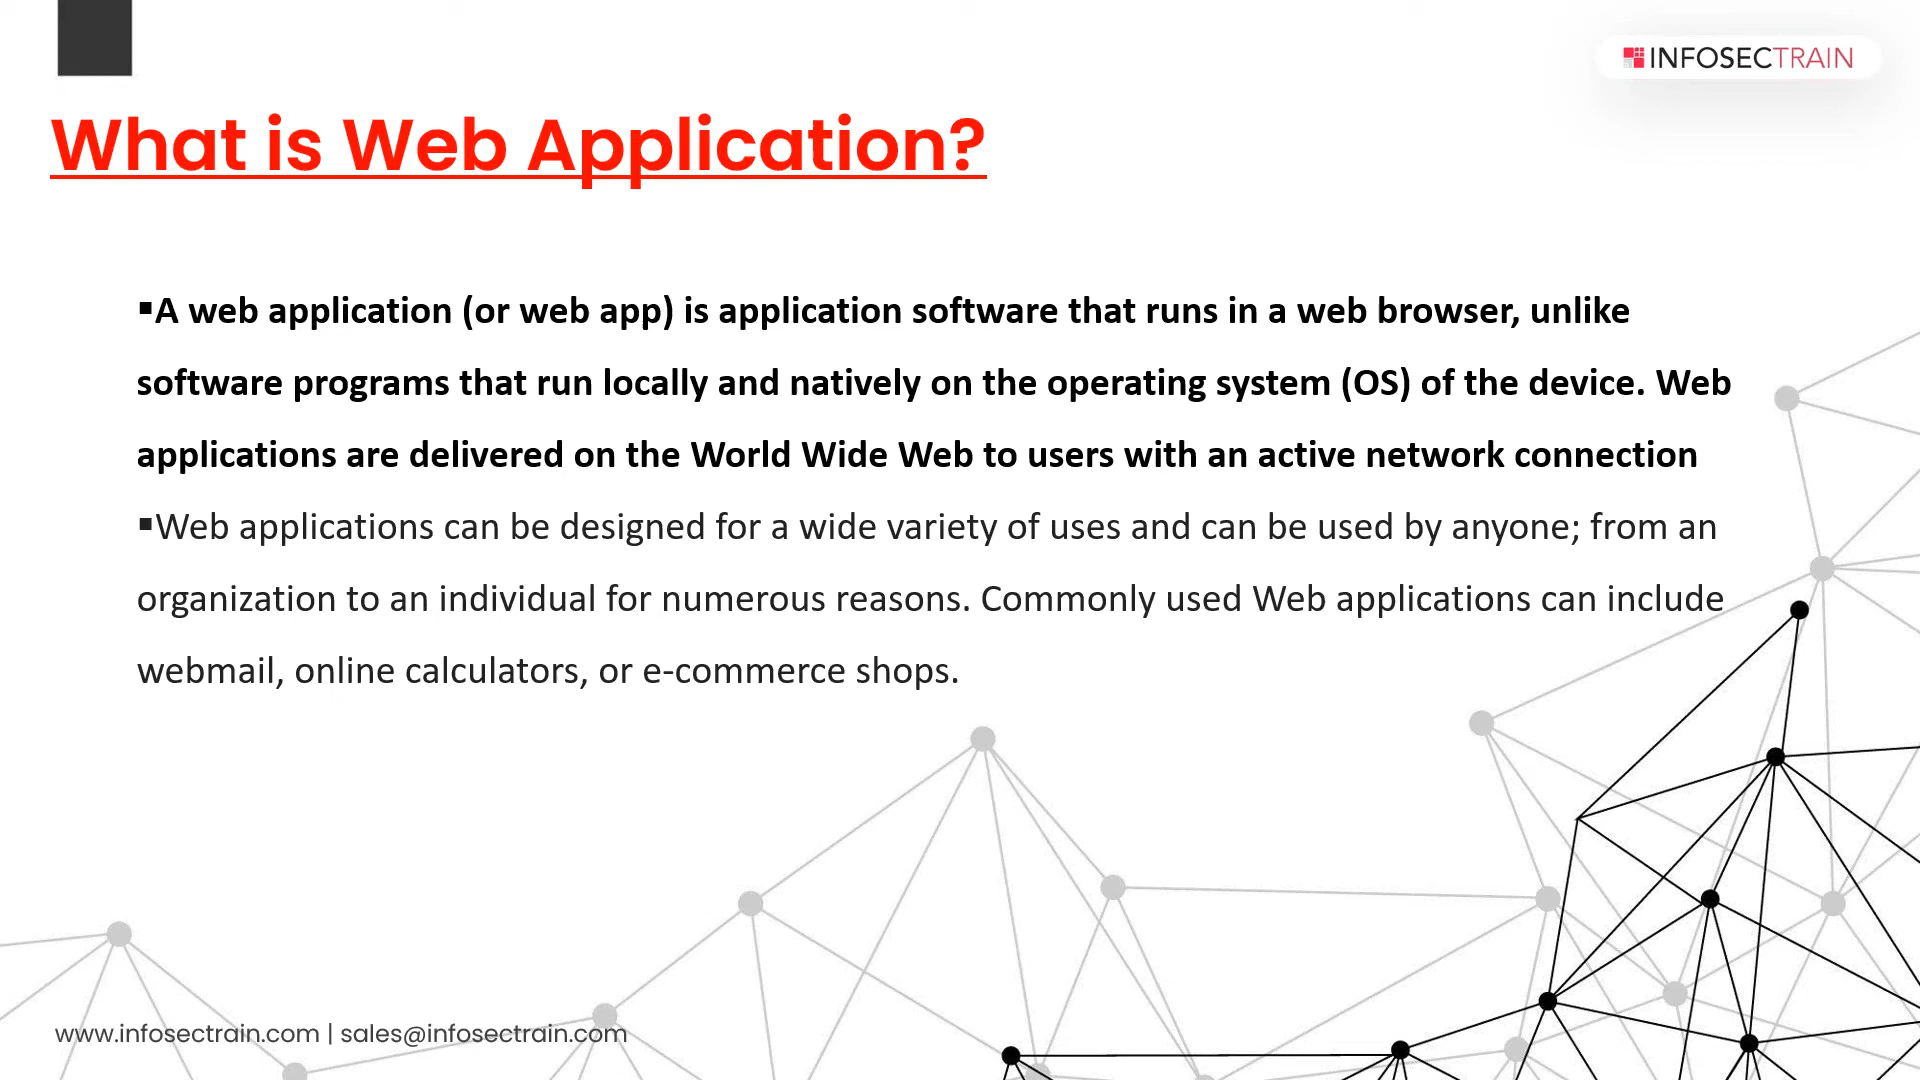 INFOSECTRAIN
What is Web Application?
▪A web application (or web app) is application software that runs in a web browser, unlike
software programs that run locally and natively on the operating system (OS) of the device. Web
applications are delivered on the World Wide Web to users with an active network connection
▪Web applications can be designed for a wide variety of uses and can be used by anyone; from an
organization to an individual for numerous reasons. Commonly used Web applications can include
webmail, online calculators, or e-commerce shops.
www.infosectrain.com | sales@infosectrain.com